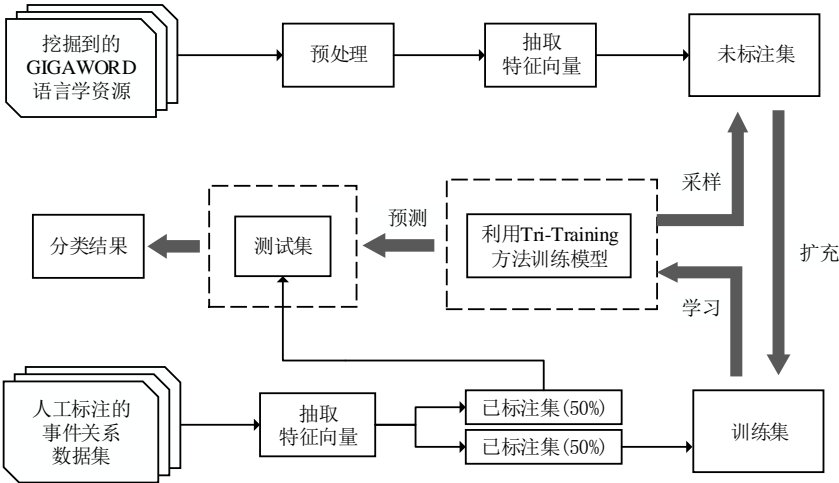 挖掘到的
GIGAWORD
语言学资源
预处理
抽取
特征向量
未标注集
采样
预测
利用Tri-Training
方法训练模型
测试集
分类结果
扩充
学习
人工标注的
事件关系
数据集
抽取
特征向量
已标注集(50%)
已标注集(50%)
训练集